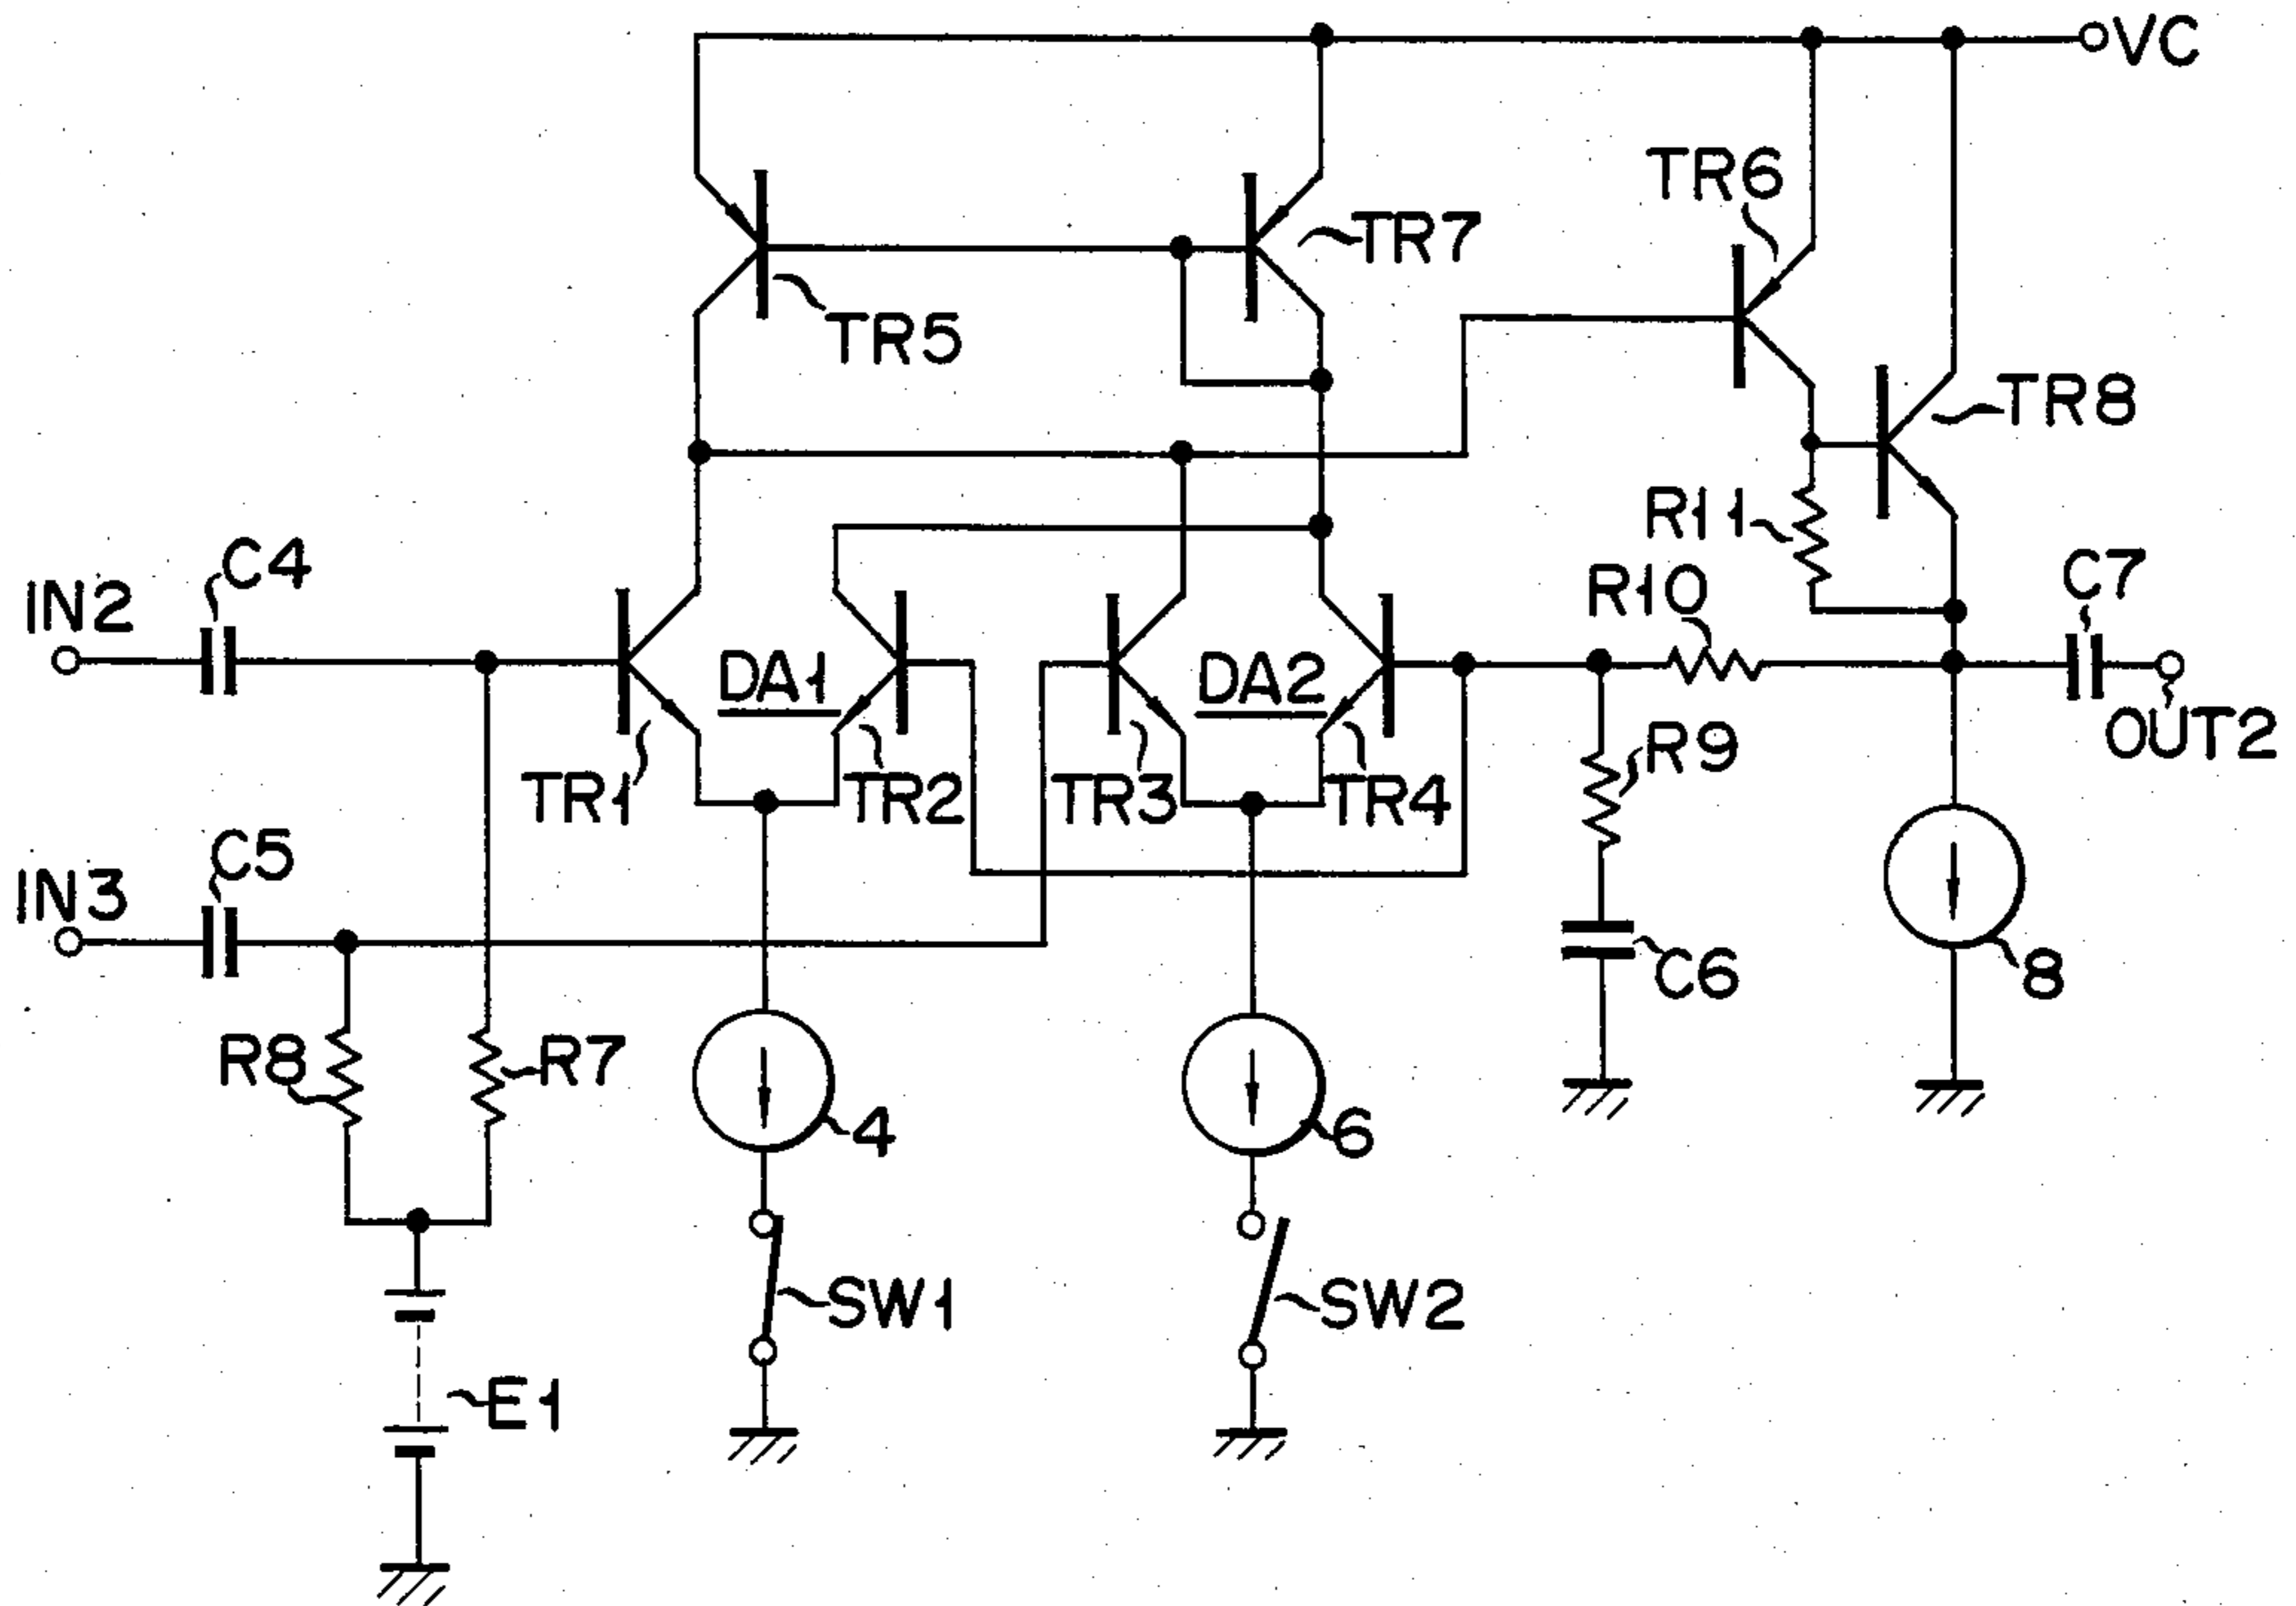 VC
TR6
TR7
TR5
TR8
R11
C4
R10
C7
IN2
DA1
DA2
OUT2
R9
TR1
TR2
TR3
TR4
C5
IN3
C6
8
R8
R7
4
6
SW1
SW2
E1